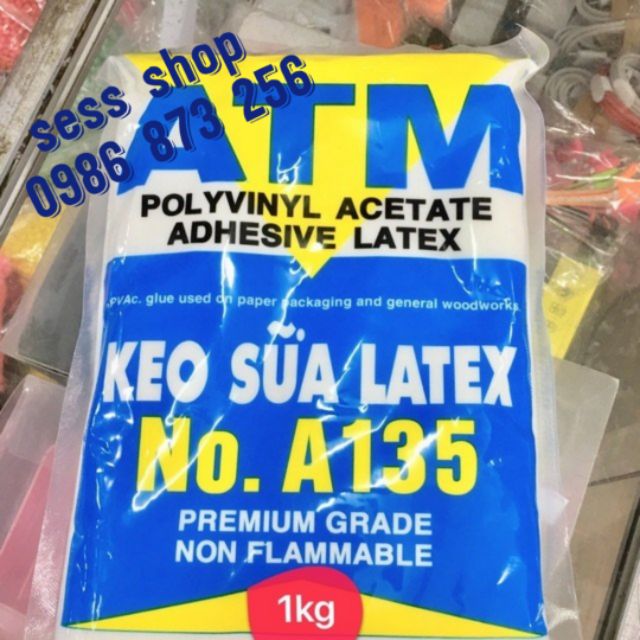 sess shop
0986 873 256
ATM
POLYVINYL ACETATE
ADHESIVE LATEX
PVAc. glue used on paper packaging and general woodworks.
KEO SỮA LATEX
No. A135
PREMIUM GRADE
NON FLAMMABLE
1kg